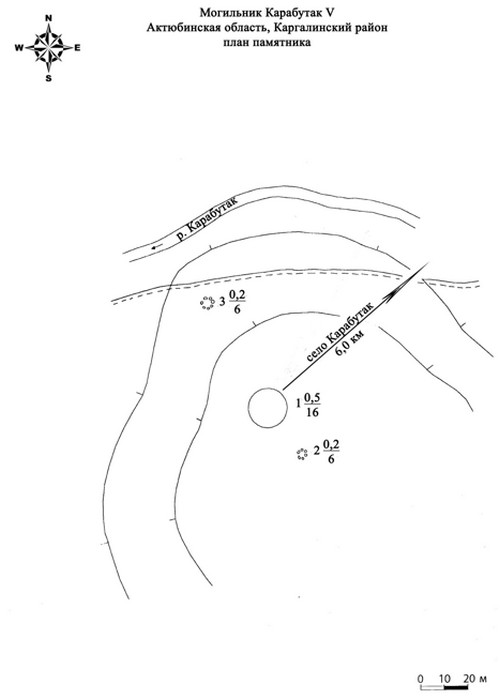 Могильник Карабутак V
Актюбинская область, Каргалинский район
план памятника
N
W E
S
р. Карабутак
3 0,2
6
село Карабутак
6,0 км
1 0,5
16
2 0,2
6
0 10 20 м